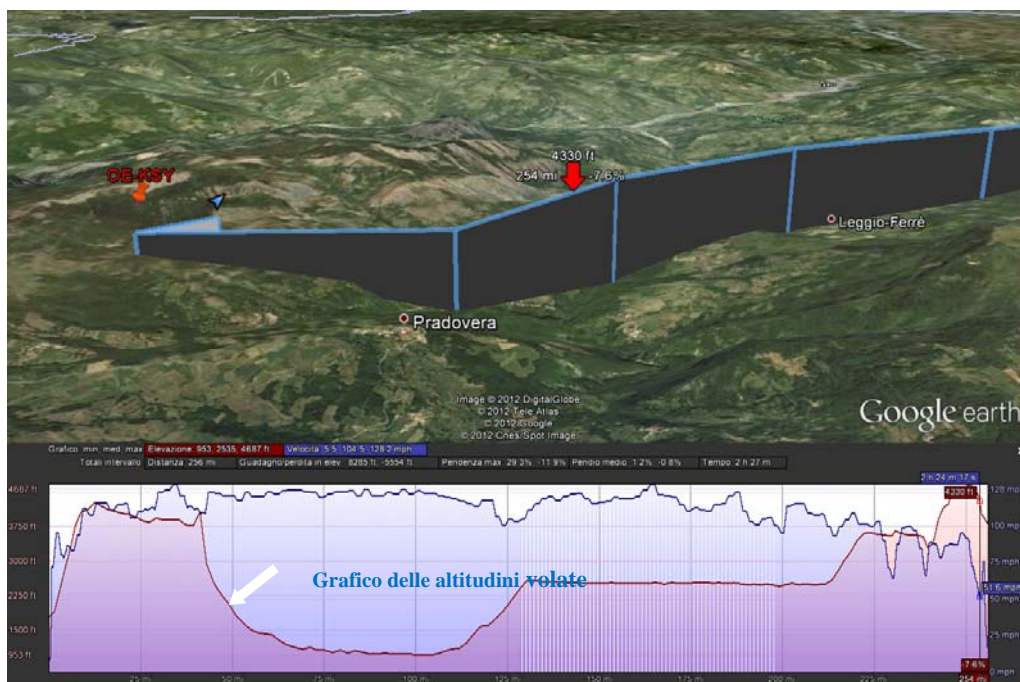 4330 ft
254 mi -7.6%
OE-KSY
Leggio-Ferrè
Pradovera
Image © 2012 DigitalGlobe
© 2012 Tele Atlas
© 2012 Google
© 2012 Cnes/Spot Image
Google earth
Grafico min, med, max Elevazione 953, 2535, 4687 ft Velocità 5.5, 104.5, 128.2 mph
Totali intervallo Distanza 256 mi Guadagno/perdita in elev. 8285 ft, -5554 ft Pendenza max 29.3%, -11.9% Pendio medio 1.2%, -0.8% Tempo 2 h 27 m
2 h 24 m 17 s
4687 ft 4330 ft 128 mph
3750 ft 100 mph
3000 ft 75 mph
Grafico delle altitudini volate
2250 ft 51.6 mph
50 mph
1500 ft 25 mph
953 ft -7.6%
25 mi 50 mi 75 mi 100 mi 125 mi 150 mi 175 mi 200 mi 225 mi 254 mi 0 mph